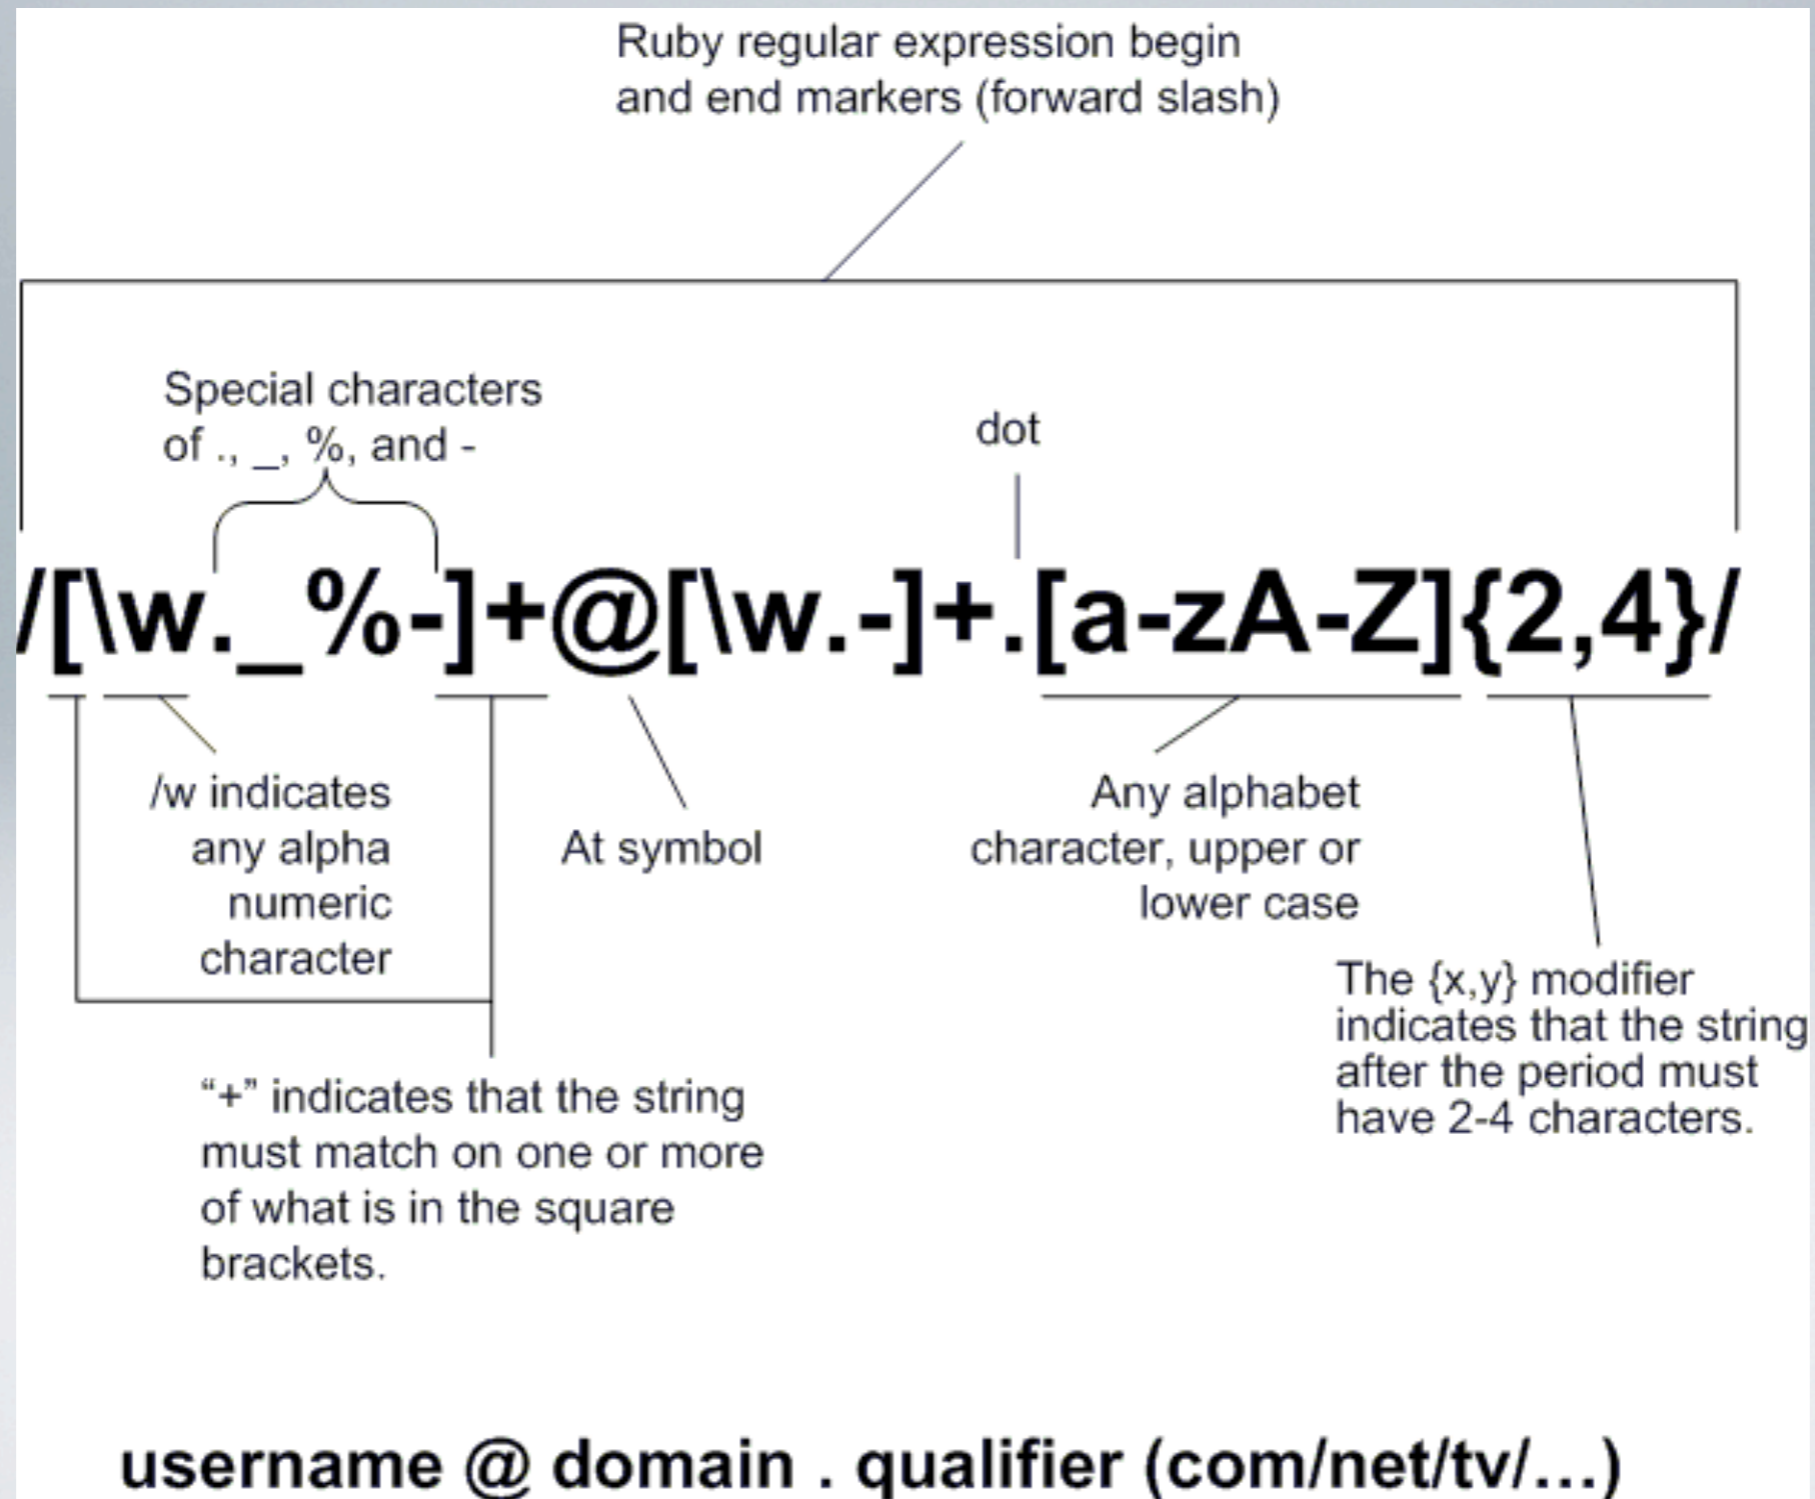 Ruby regular expression begin
and end markers (forward slash)
Special characters
of ., _, %, and -
dot
/[\w._%-]+@[\w.-]+.[a-zA-Z]{2,4}/
/w indicates
any alpha
numeric
character
At symbol
Any alphabet
character, upper or
lower case
The {x,y} modifier
indicates that the string
after the period must
have 2-4 characters.
“+” indicates that the string
must match on one or more
of what is in the square
brackets.
username @ domain . qualifier (com/net/tv/…)